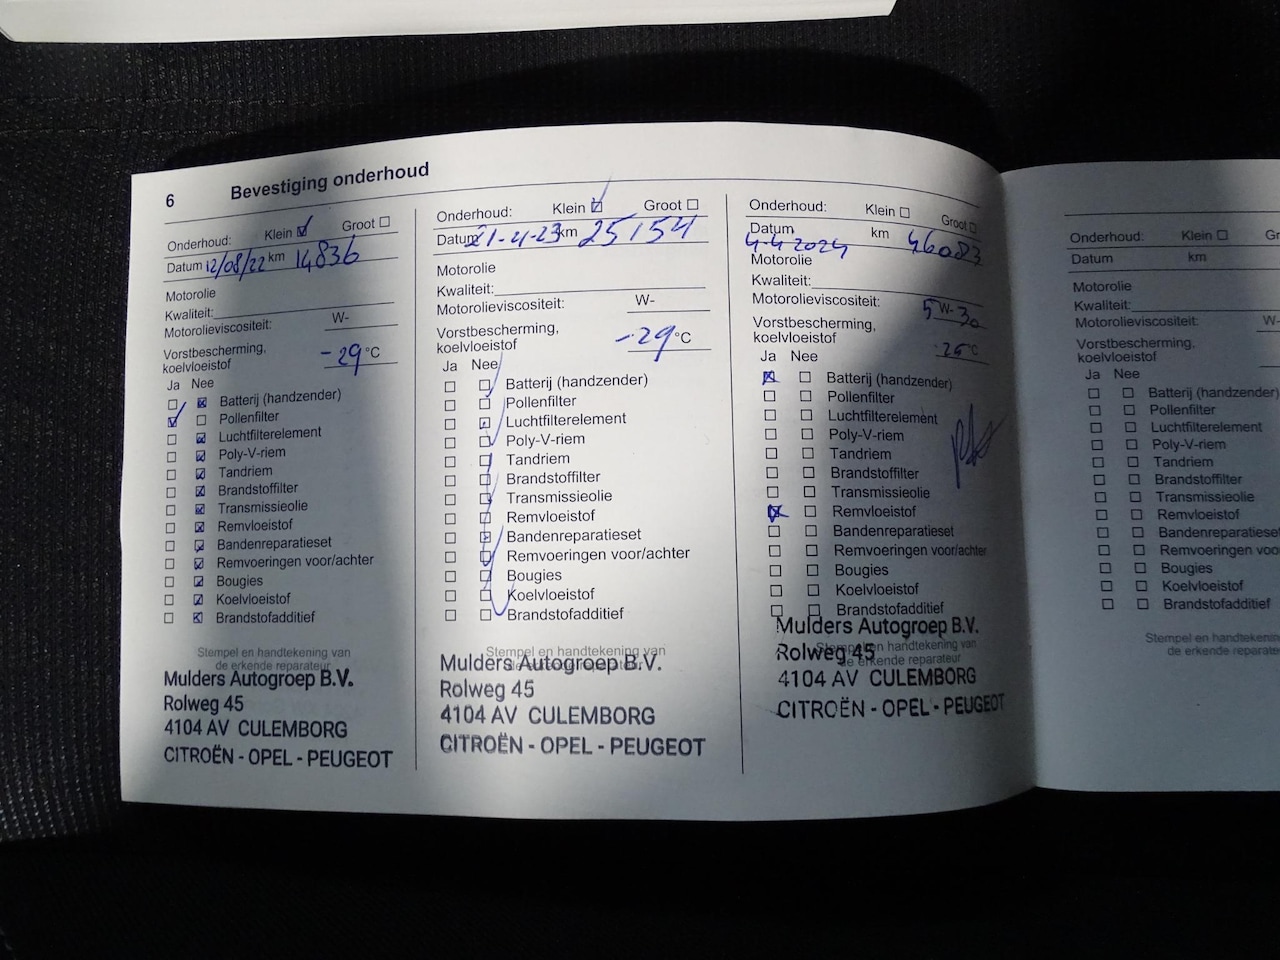 6 Bevestiging onderhoud
Onderhoud: Klein ☑ Groot ☐
Datum 12/08/22 km 14836
Motorolie
Kwaliteit:
Motorolieviscositeit: W-
Vorstbescherming,
koelvloeistof -29 °C
Ja Nee
☐ ☒ Batterij (handzender)
☑ ☐ Pollenfilter
☐ ☑ Luchtfilterelement
☐ ☑ Poly-V-riem
☐ ☑ Tandriem
☐ ☒ Brandstoffilter
☐ ☑ Transmissieolie
☐ ☒ Remvloeistof
☐ ☑ Bandenreparatieset
☐ ☑ Remvoeringen voor/achter
☐ ☑ Bougies
☐ ☑ Koelvloeistof
☐ ☒ Brandstofadditief
Stempel en handtekening van
de erkende reparateur
Mulders Autogroep B.V.
Rolweg 45
4104 AV CULEMBORG
CITROËN - OPEL - PEUGEOT
Onderhoud: Klein ☑ Groot ☐
Datum 21-4-23 km 25154
Motorolie
Kwaliteit:
Motorolieviscositeit: W-
Vorstbescherming,
koelvloeistof -29 °C
Ja Nee
☐ ☑ Batterij (handzender)
☐ ☐ Pollenfilter
☐ ☑ Luchtfilterelement
☐ ☑ Poly-V-riem
☐ ☐ Tandriem
☐ ☐ Brandstoffilter
☐ ☐ Transmissieolie
☐ ☐ Remvloeistof
☐ ☑ Bandenreparatieset
☐ ☑ Remvoeringen voor/achter
☐ ☐ Bougies
☐ ☐ Koelvloeistof
☐ ☑ Brandstofadditief
Stempel en handtekening van
de erkende reparateur
Mulders Autogroep B.V.
Rolweg 45
4104 AV CULEMBORG
CITROËN - OPEL - PEUGEOT
Onderhoud: Klein ☐ Groot ☐
Datum km 46083
4-4 2024
Motorolie
Kwaliteit:
Motorolieviscositeit: 5 W- 30
Vorstbescherming,
koelvloeistof °C
Ja Nee
☒ ☐ Batterij (handzender)
☐ ☐ Pollenfilter
☐ ☐ Luchtfilterelement
☐ ☐ Poly-V-riem
☐ ☐ Tandriem
☐ ☐ Brandstoffilter
☐ ☐ Transmissieolie
☒ ☐ Remvloeistof
☐ ☐ Bandenreparatieset
☐ ☐ Remvoeringen voor/achter
☐ ☐ Bougies
☐ ☐ Koelvloeistof
☐ ☐ Brandstofadditief
Stempel en handtekening van
de erkende reparateur
Mulders Autogroep B.V.
Rolweg 45
4104 AV CULEMBORG
CITROËN - OPEL - PEUGEOT
Onderhoud: Klein ☐
Datum km
Motorolie
Kwaliteit:
Motorolieviscositeit: W-
Vorstbescherming,
koelvloeistof
Ja Nee
☐ ☐ Batterij (handzender)
☐ ☐ Pollenfilter
☐ ☐ Luchtfilterelement
☐ ☐ Poly-V-riem
☐ ☐ Tandriem
☐ ☐ Brandstoffilter
☐ ☐ Transmissieolie
☐ ☐ Remvloeistof
☐ ☐ Bandenreparatieset
☐ ☐ Remvoeringen
☐ ☐ Bougies
☐ ☐ Koelvloeistof
☐ ☐ Brandstofadditief
Stempel en handtekening
de erkende